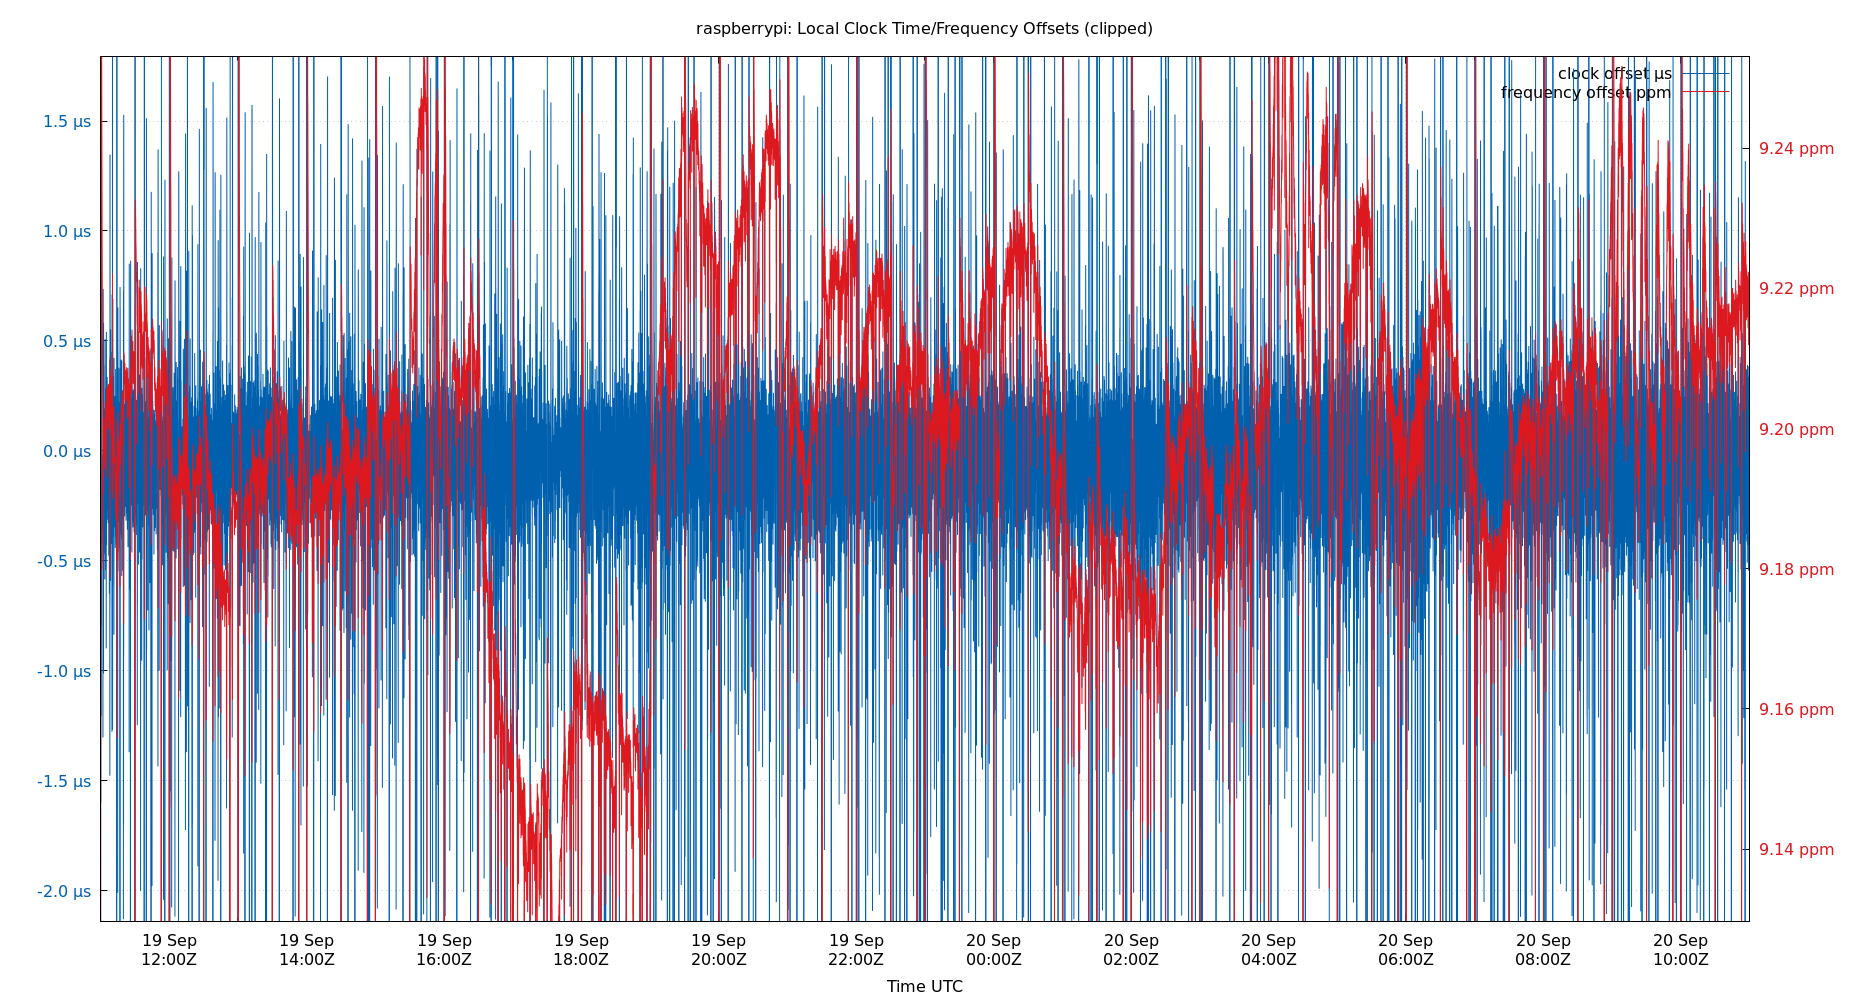 raspberrypi: Local Clock Time/Frequency Offsets (clipped)
clock offset µs
frequency offset ppm
1.5 µs
1.0 µs
0.5 µs
0.0 µs
-0.5 µs
-1.0 µs
-1.5 µs
-2.0 µs
9.24 ppm
9.22 ppm
9.20 ppm
9.18 ppm
9.16 ppm
9.14 ppm
19 Sep 19 Sep 19 Sep 19 Sep 19 Sep 19 Sep 20 Sep 20 Sep 20 Sep 20 Sep 20 Sep 20 Sep
12:00Z 14:00Z 16:00Z 18:00Z 20:00Z 22:00Z 00:00Z 02:00Z 04:00Z 06:00Z 08:00Z 10:00Z
Time UTC